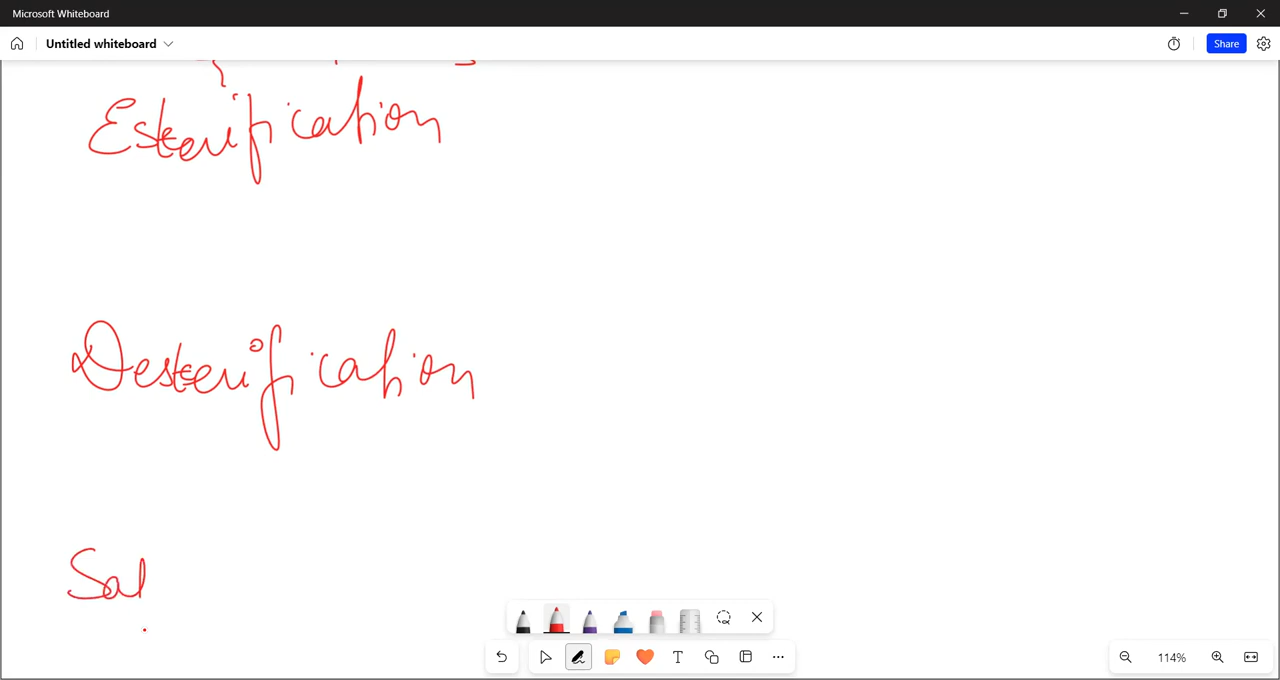 Microsoft Whiteboard
Untitled whiteboard
Share
Esterification
Desterification
Sal
114%